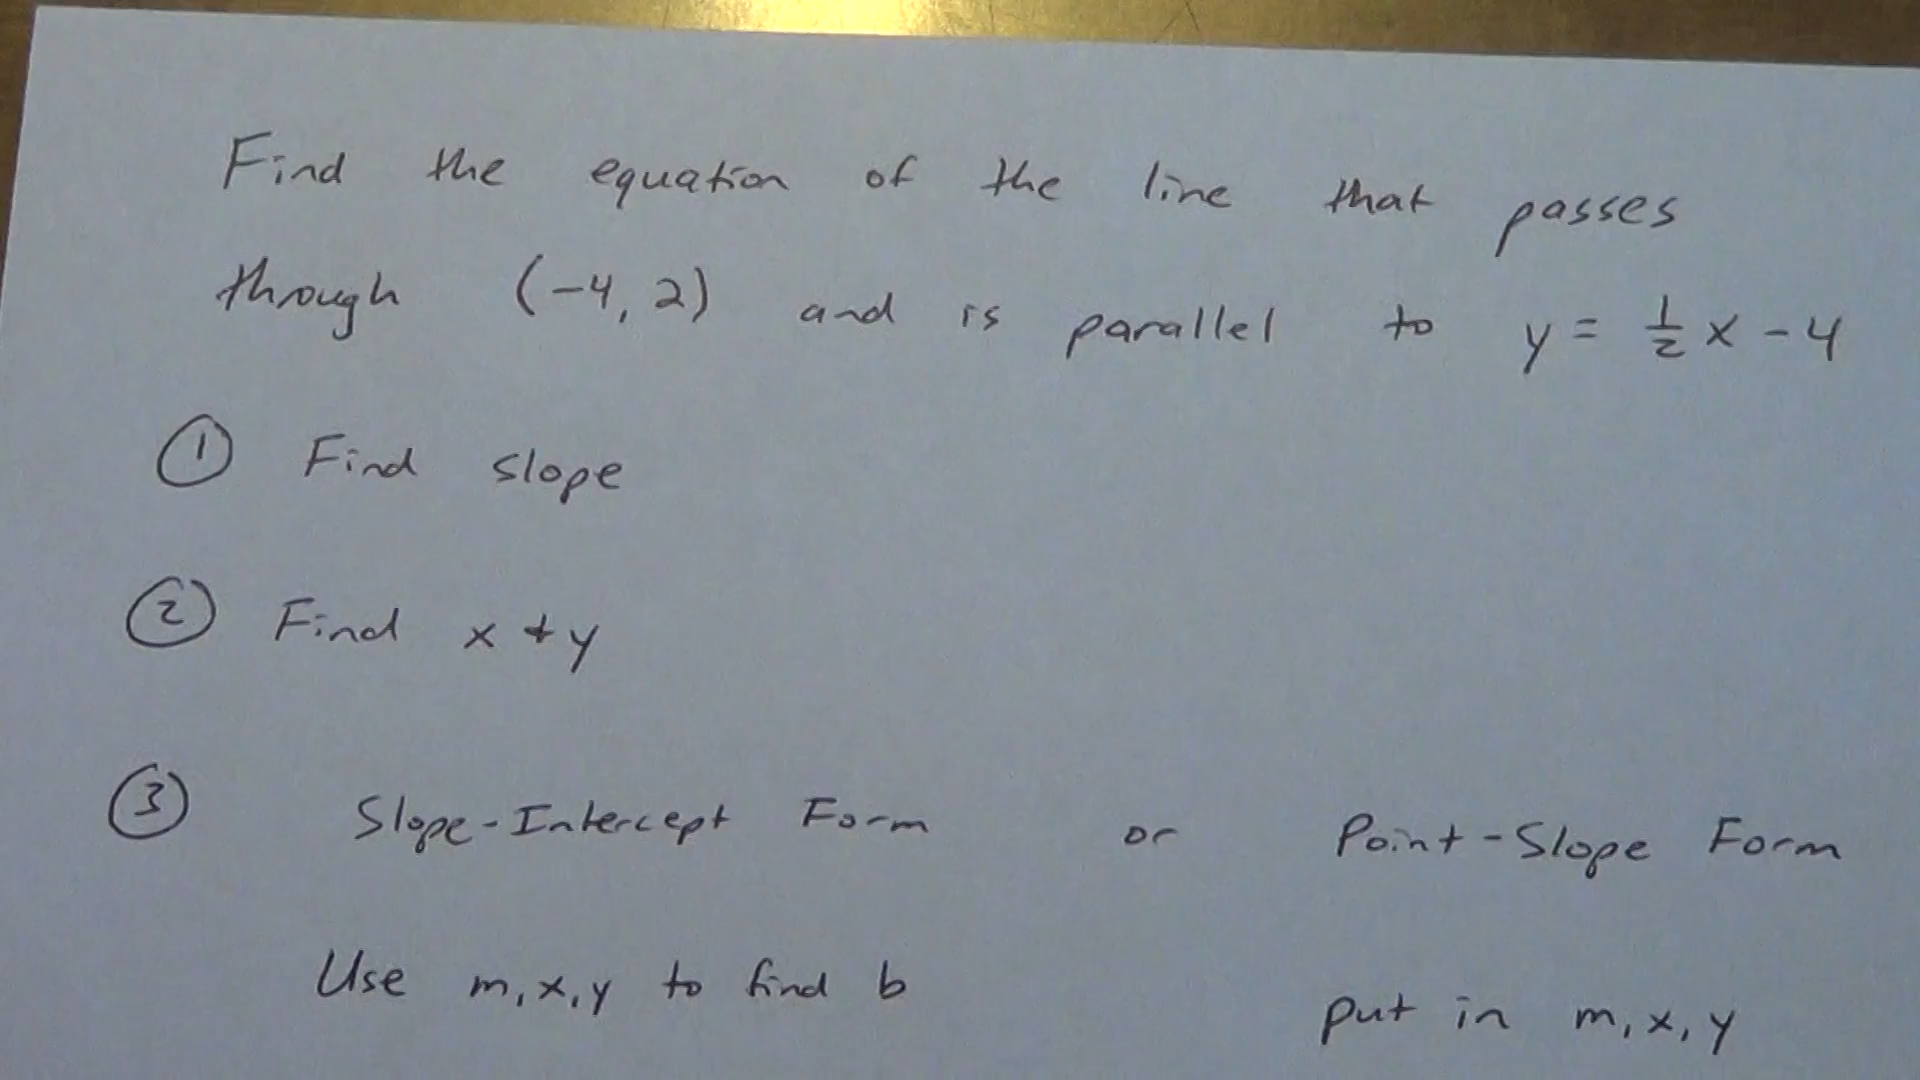 Find the equation of the line that passes
through (-4, 2) and is parallel to y = 1/2 x - 4
① Find slope
② Find x + y
③ Slope-Intercept Form or Point-Slope Form
Use m, x, y to find b put in m, x, y